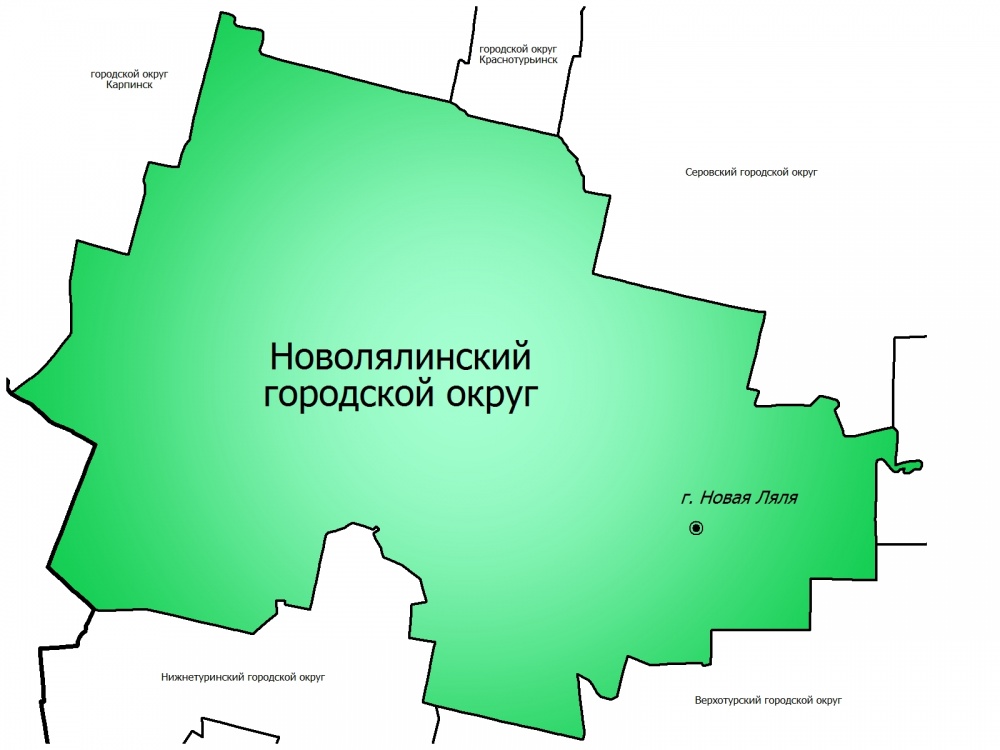 городской округ
Краснотурьинск
городской округ
Карпинск
Серовский городской округ
Новолялинский
городской округ
г. Новая Ляля
Нижнетуринский городской округ
Верхотурский городской округ